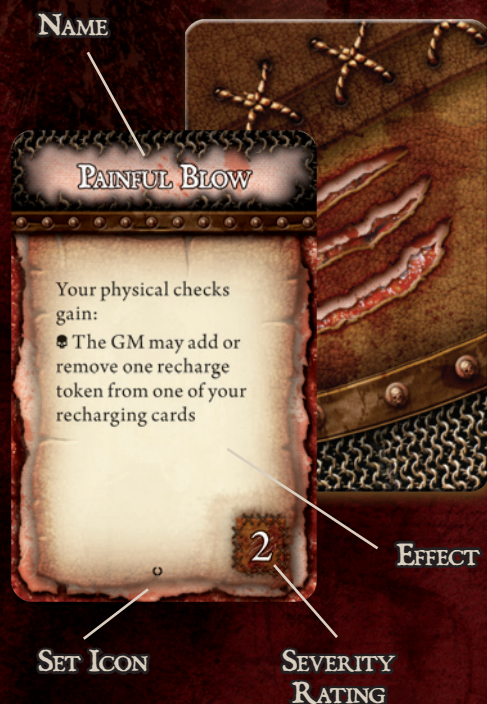 Name
Painful Blow
Your physical checks
gain:
The GM may add or
remove one recharge
token from one of your
recharging cards
2
Effect
Set Icon
Severity
Rating